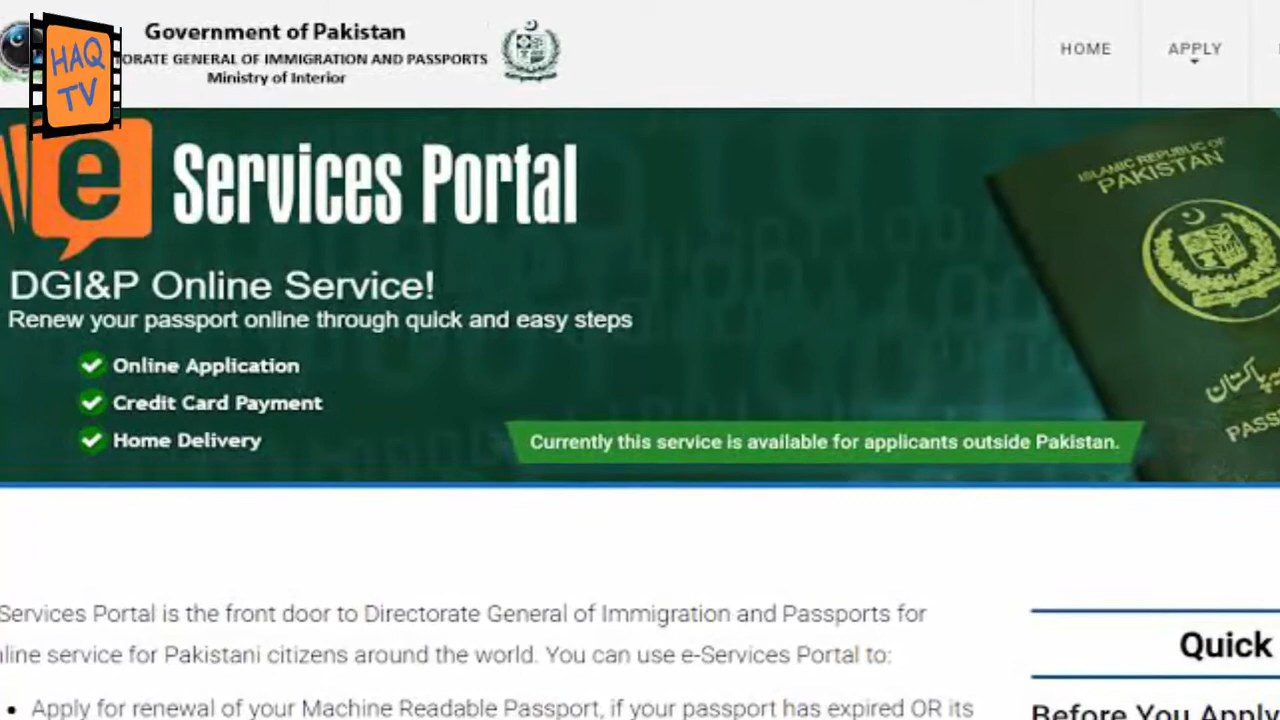 HAQ
TV
Government of Pakistan
ORATE GENERAL OF IMMIGRATION AND PASSPORTS
Ministry of Interior
HOME
APPLY
e
Services Portal
ISLAMIC REPUBLIC OF
PAKISTAN
DGI&P Online Service!
Renew your passport online through quick and easy steps
Online Application
Credit Card Payment
Home Delivery
پاکستان
PASS
Currently this service is available for applicants outside Pakistan.
Services Portal is the front door to Directorate General of Immigration and Passports for
line service for Pakistani citizens around the world. You can use e-Services Portal to:
• Apply for renewal of your Machine Readable Passport, if your passport has expired OR its
Quick
Before You Apply